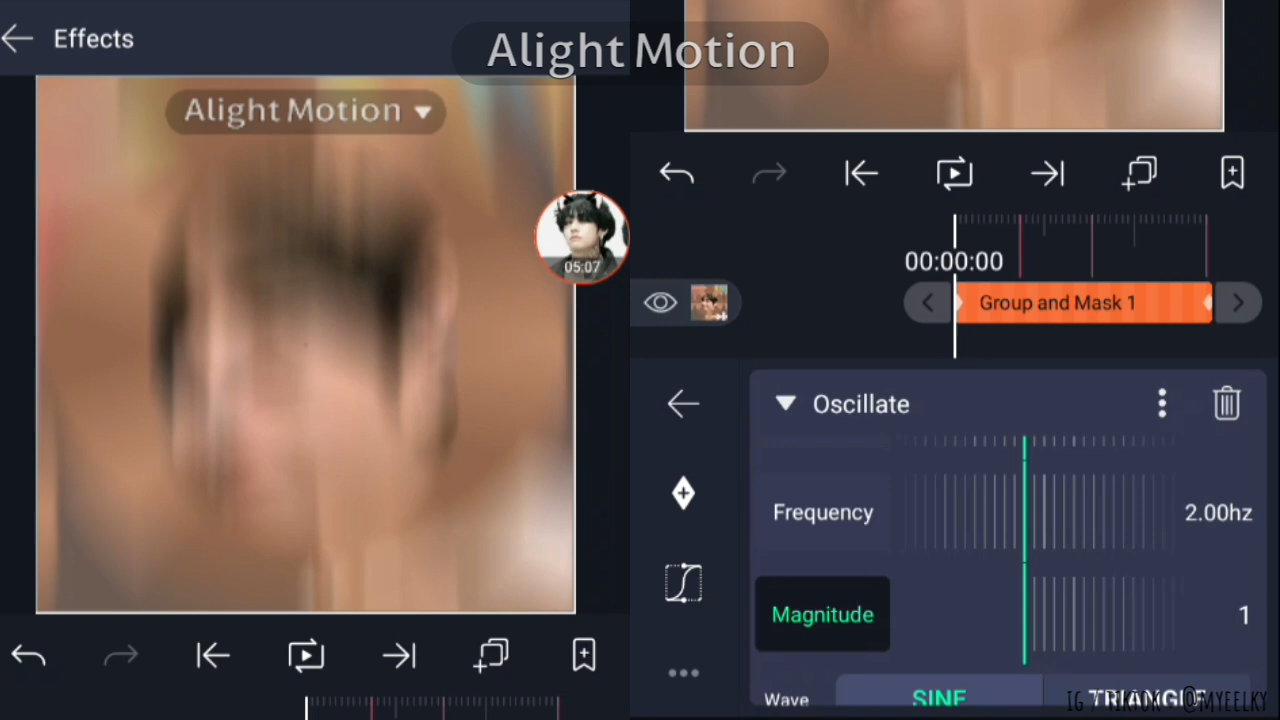 Effects
Alight Motion
Alight Motion
05:07
00:00:00
Group and Mask 1
Oscillate
Frequency
2.00hz
Magnitude
1
Wave
SINE
TRIANGLE
IG / TIKTOK : @MYEELKY